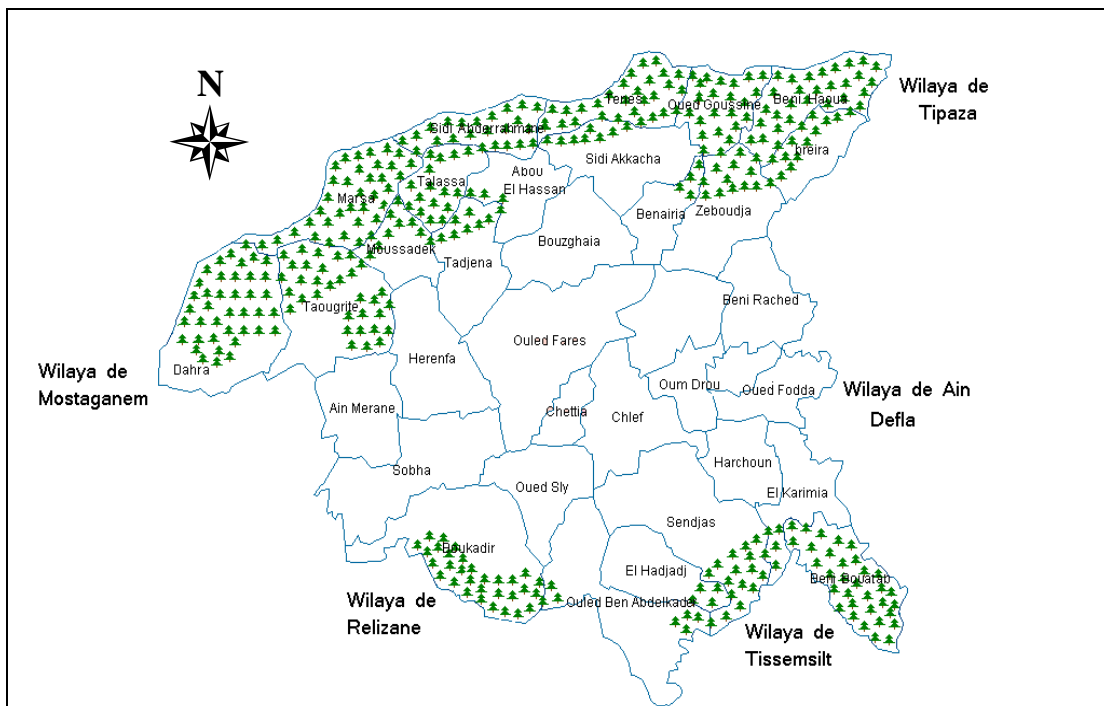 N
Wilaya de
Tipaza
Tenes
Oued Goussine
Beni Haoua
Sidi Abderrahmane
breira
Sidi Akkacha
Abou
El Hassan
Talassa
Marsa
Benairia
Zeboudja
Moussadek
Bouzghaia
Tadjena
Beni Rached
Taougrite
Ouled Fares
Herenfa
Dahra
Wilaya de
Mostaganem
Oum Drou
Oued Fodda
Wilaya de Ain
Defla
Ain Merane
Chettia
Chlef
Sobha
Harchoun
Oued Sly
El Karimia
Sendjas
Boukadir
El Hadjadj
Beni Bouatab
Ouled Ben Abdelkader
Wilaya de
Relizane
Wilaya de
Tissemsilt